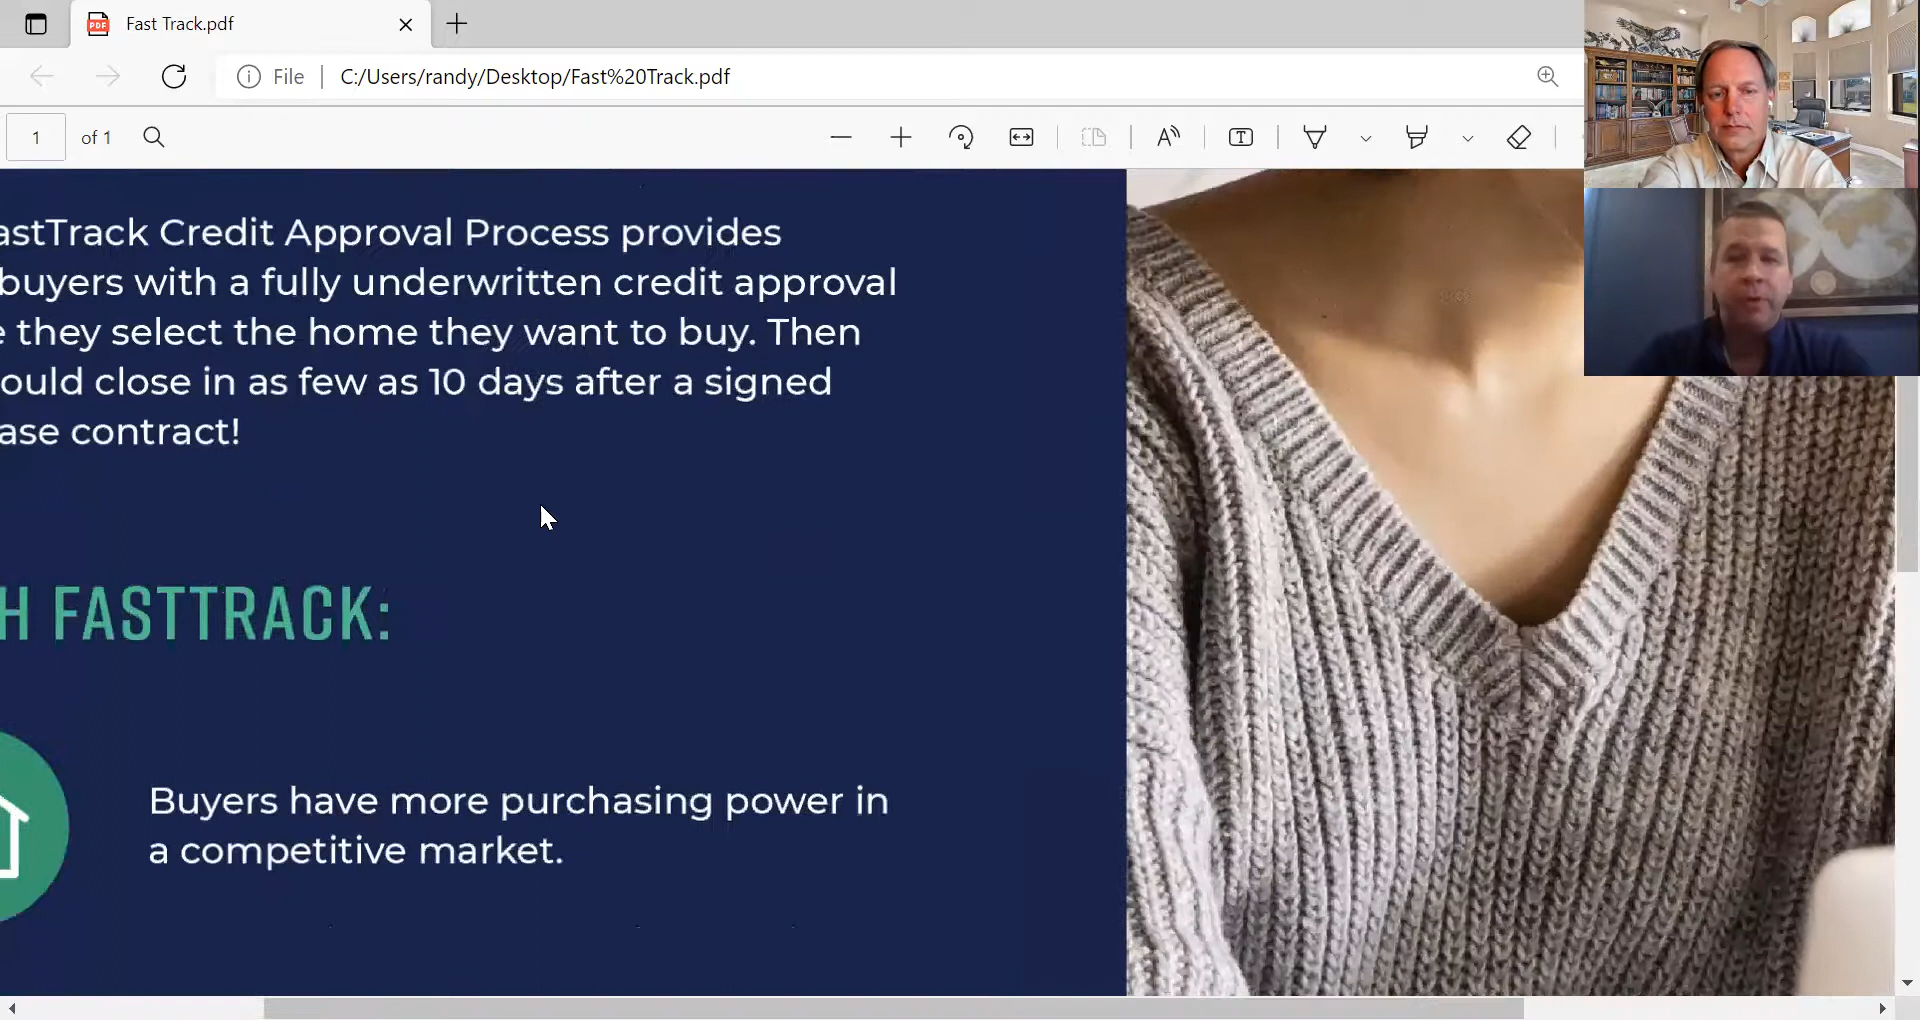 Fast Track.pdf
File
C:/Users/randy/Desktop/Fast%20Track.pdf
1 of 1
astTrack Credit Approval Process provides
buyers with a fully underwritten credit approval
e they select the home they want to buy. Then
ould close in as few as 10 days after a signed
ase contract!
H FASTTRACK:
Buyers have more purchasing power in
a competitive market.